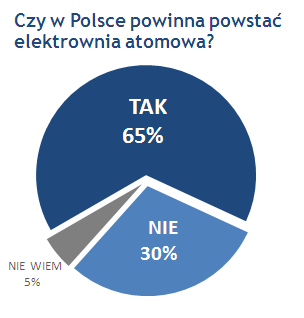 Czy w Polsce powinna powstać
elektrownia atomowa?
TAK
65%
NIE
30%
NIE WIEM
5%